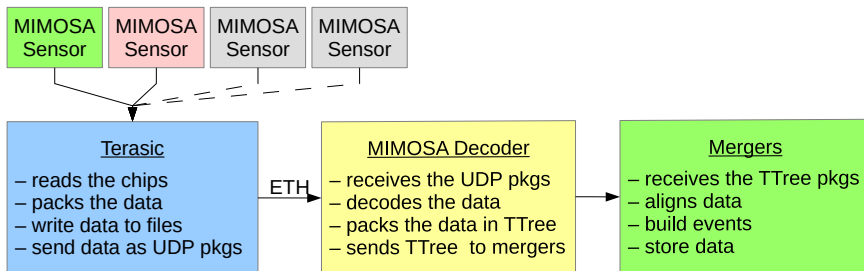 MIMOSA
Sensor
MIMOSA
Sensor
MIMOSA
Sensor
MIMOSA
Sensor
Terasic
– reads the chips
– packs the data
– write data to files
– send data as UDP pkgs
ETH
MIMOSA Decoder
– receives the UDP pkgs
– decodes the data
– packs the data in TTree
– sends TTree to mergers
Mergers
– receives the TTree pkgs
– aligns data
– build events
– store data